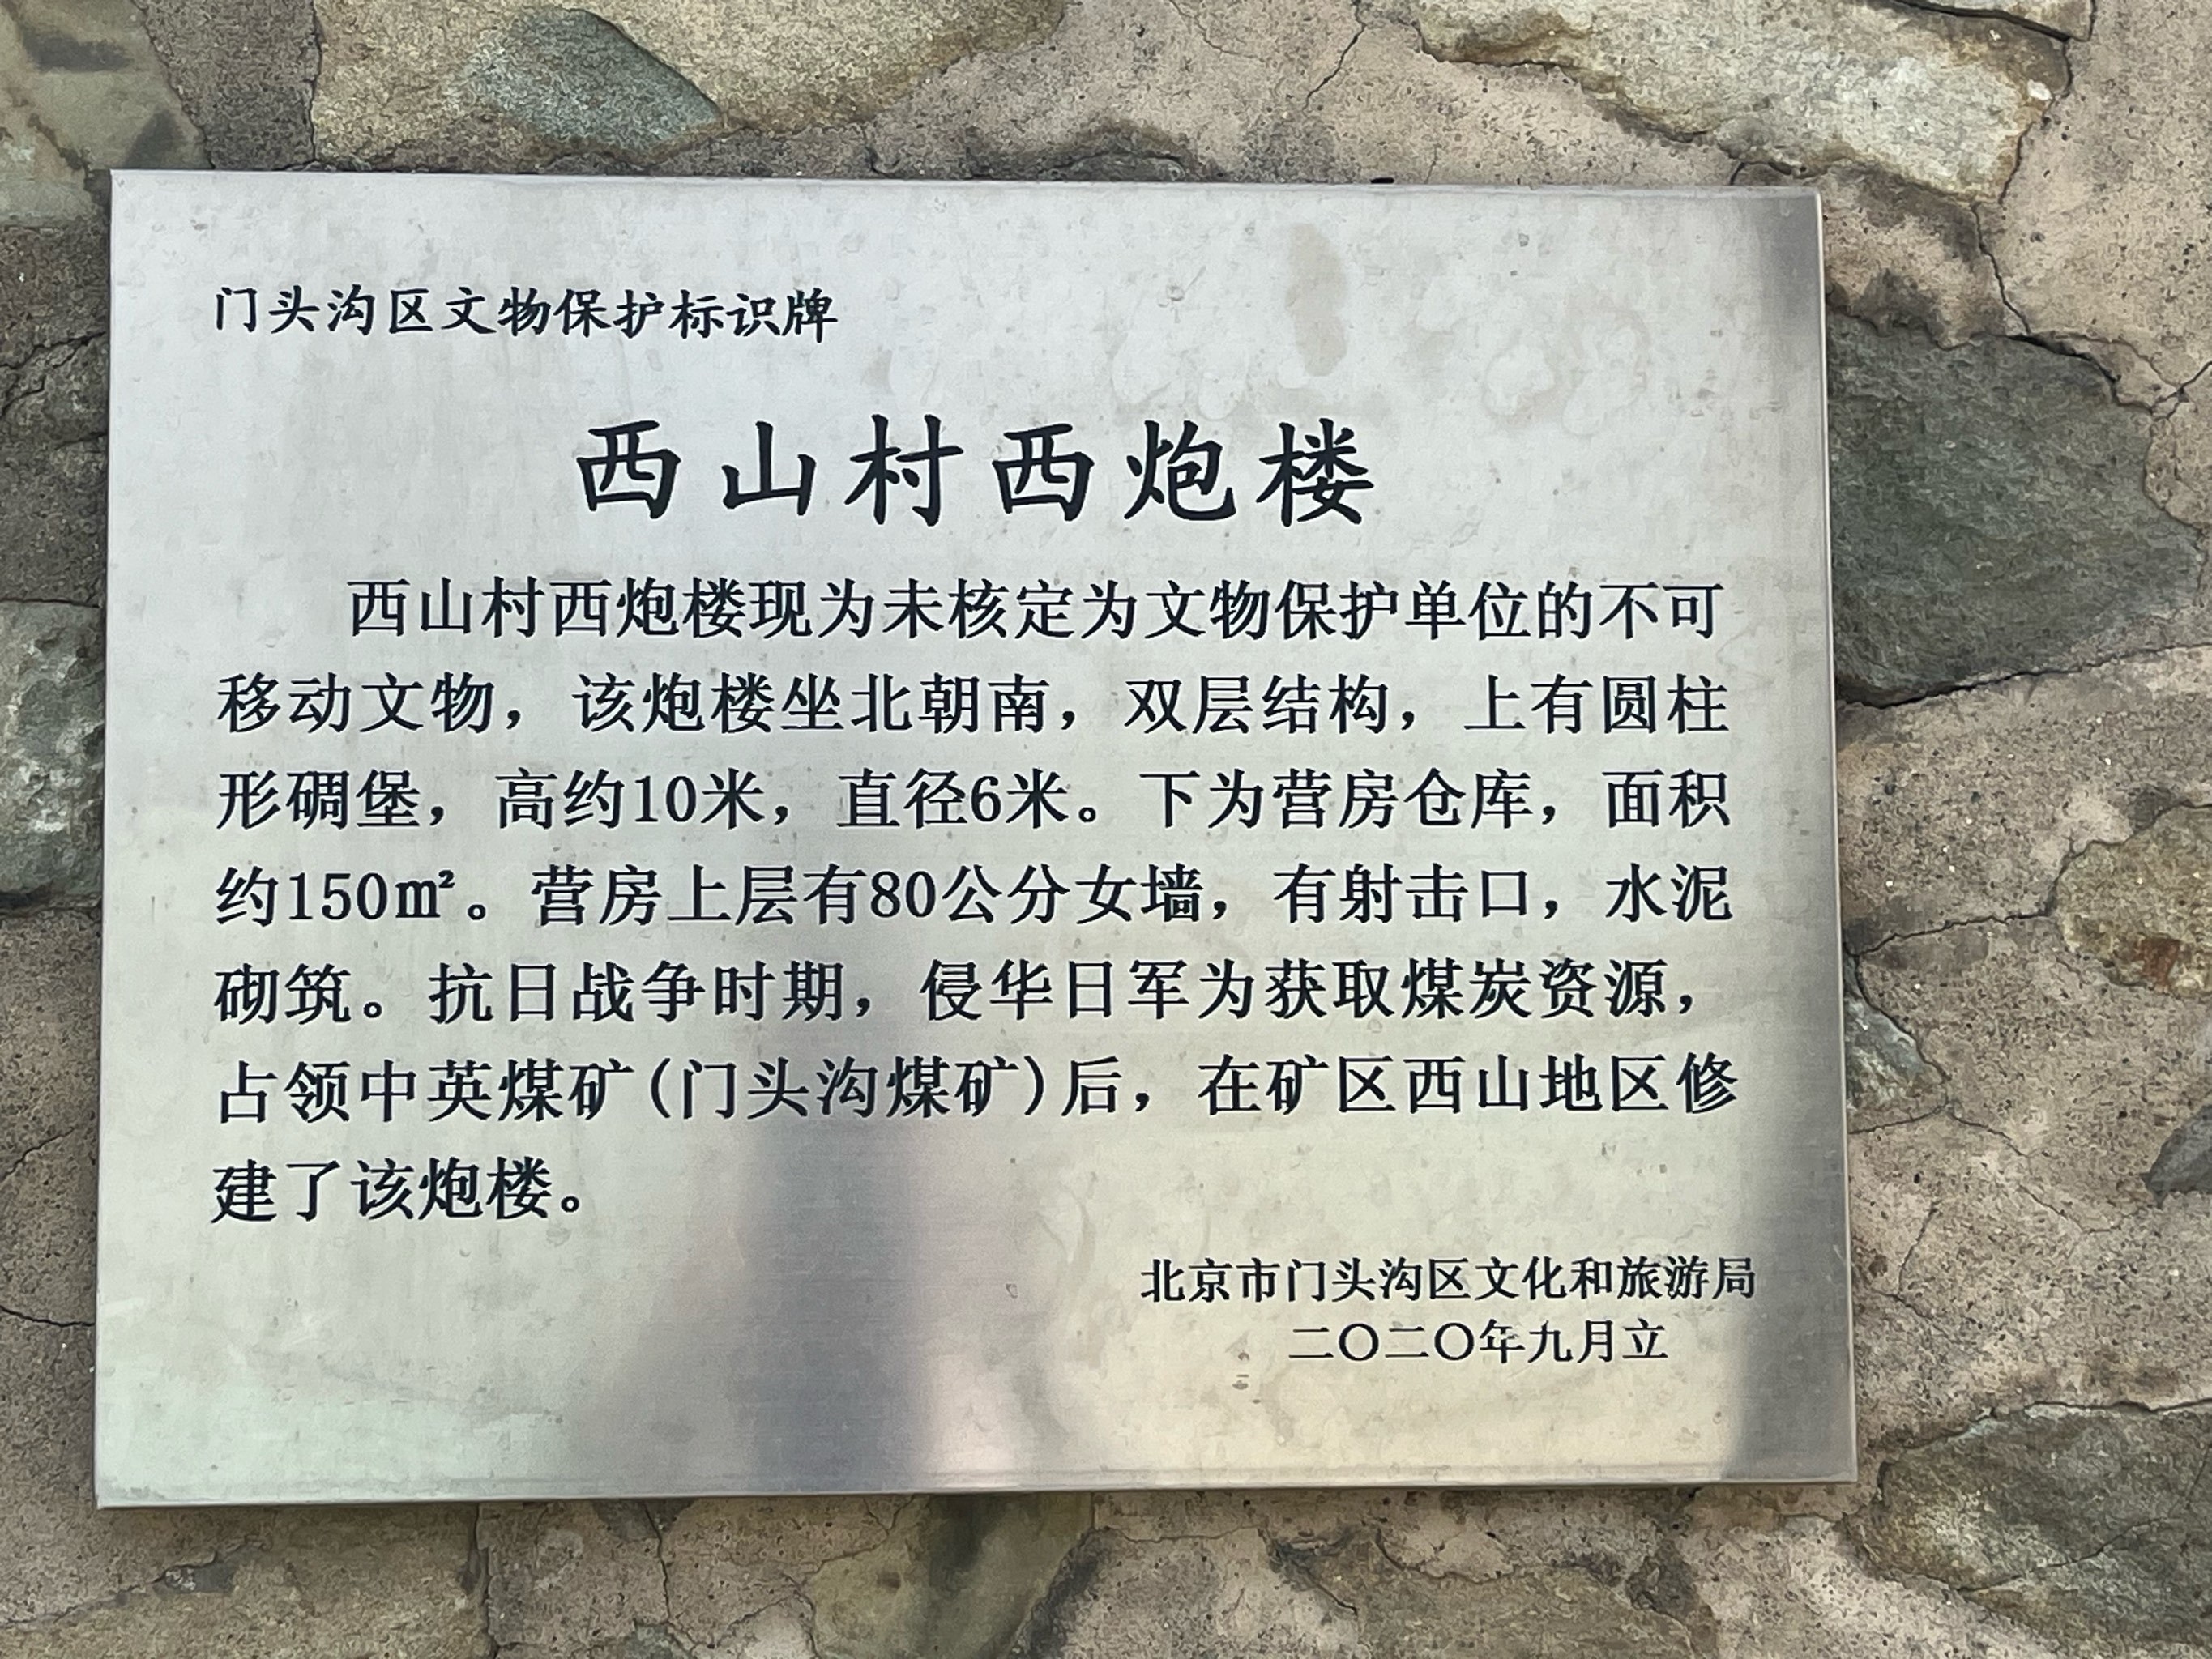 门头沟区文物保护标识牌
西山村西炮楼
西山村西炮楼现为未核定为文物保护单位的不可
移动文物，该炮楼坐北朝南，双层结构，上有圆柱
形碉堡，高约10米，直径6米。下为营房仓库，面积
约150㎡。营房上层有80公分女墙，有射击口，水泥
砌筑。抗日战争时期，侵华日军为获取煤炭资源，
占领中英煤矿(门头沟煤矿)后，在矿区西山地区修
建了该炮楼。
北京市门头沟区文化和旅游局
二〇二〇年九月立